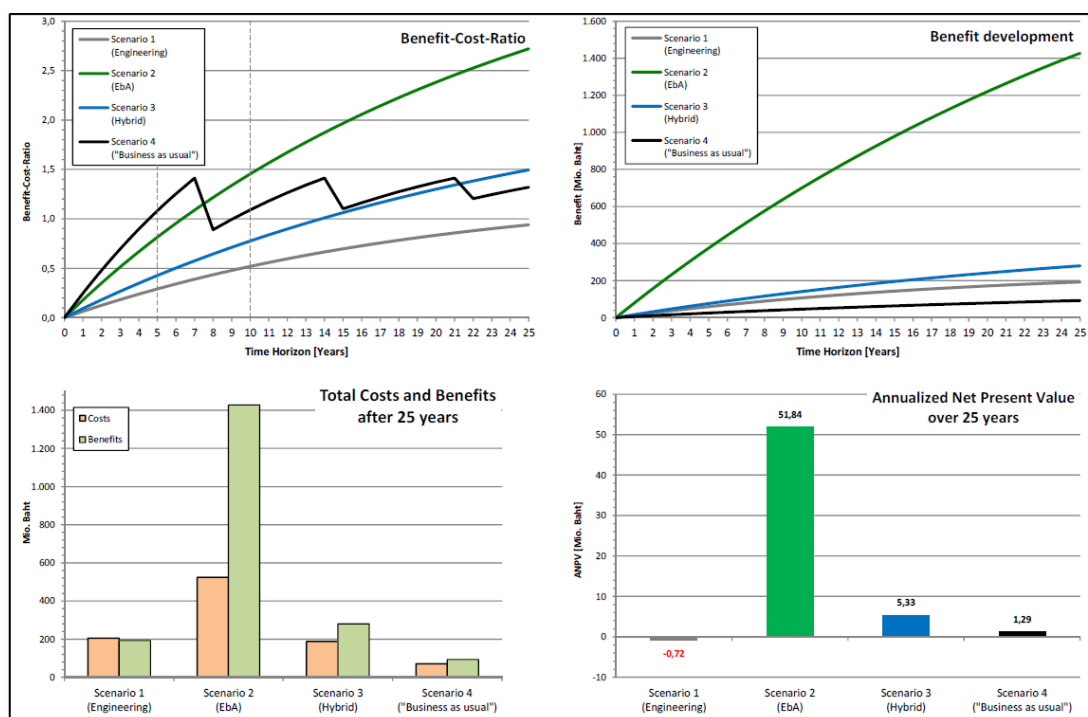 Benefit-Cost-Ratio
3,0
2,5
2,0
1,5
1,0
0,5
0,0
Benefit-Cost-Ratio
Scenario 1
(Engineering)
Scenario 2
(EbA)
Scenario 3
(Hybrid)
Scenario 4
("Business as usual")
0 1 2 3 4 5 6 7 8 9 10 11 12 13 14 15 16 17 18 19 20 21 22 23 24 25
Time Horizon [Years]
Benefit development
1.600
1.400
1.200
1.000
800
600
400
200
0
Benefit [Mio. Baht]
Scenario 1
(Engineering)
Scenario 2
(EbA)
Scenario 3
(Hybrid)
Scenario 4
("Business as usual")
0 1 2 3 4 5 6 7 8 9 10 11 12 13 14 15 16 17 18 19 20 21 22 23 24 25
Time Horizon [Years]
Total Costs and Benefits
after 25 years
1.400
1.200
1.000
800
600
400
200
0
Mio. Baht
Costs
Benefits
Scenario 1
(Engineering)
Scenario 2
(EbA)
Scenario 3
(Hybrid)
Scenario 4
("Business as usual")
Annualized Net Present Value
over 25 years
60
50
40
30
20
10
0
-10
ANPV [Mio. Baht]
-0,72
51,84
5,33
1,29
Scenario 1
(Engineering)
Scenario 2
(EbA)
Scenario 3
(Hybrid)
Scenario 4
("Business as usual")